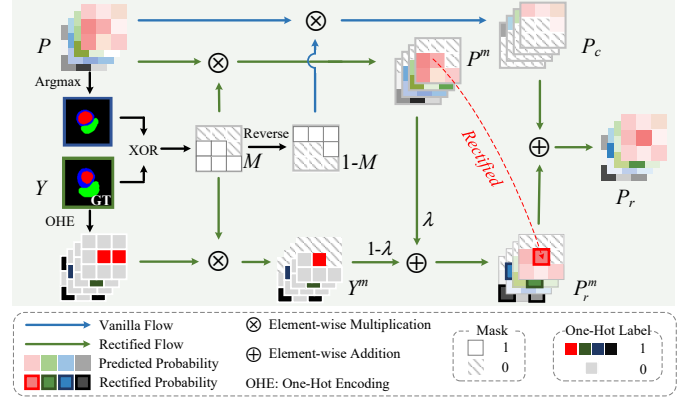 P
P^m
P_c
Argmax
XOR
Reverse
M
1-M
Rectified
P_r
Y
GT
OHE
λ
1-λ
Y^m
P_r^m
Vanilla Flow
Rectified Flow
Predicted Probability
Rectified Probability
Element-wise Multiplication
Element-wise Addition
OHE: One-Hot Encoding
Mask
1
0
One-Hot Label
1
0